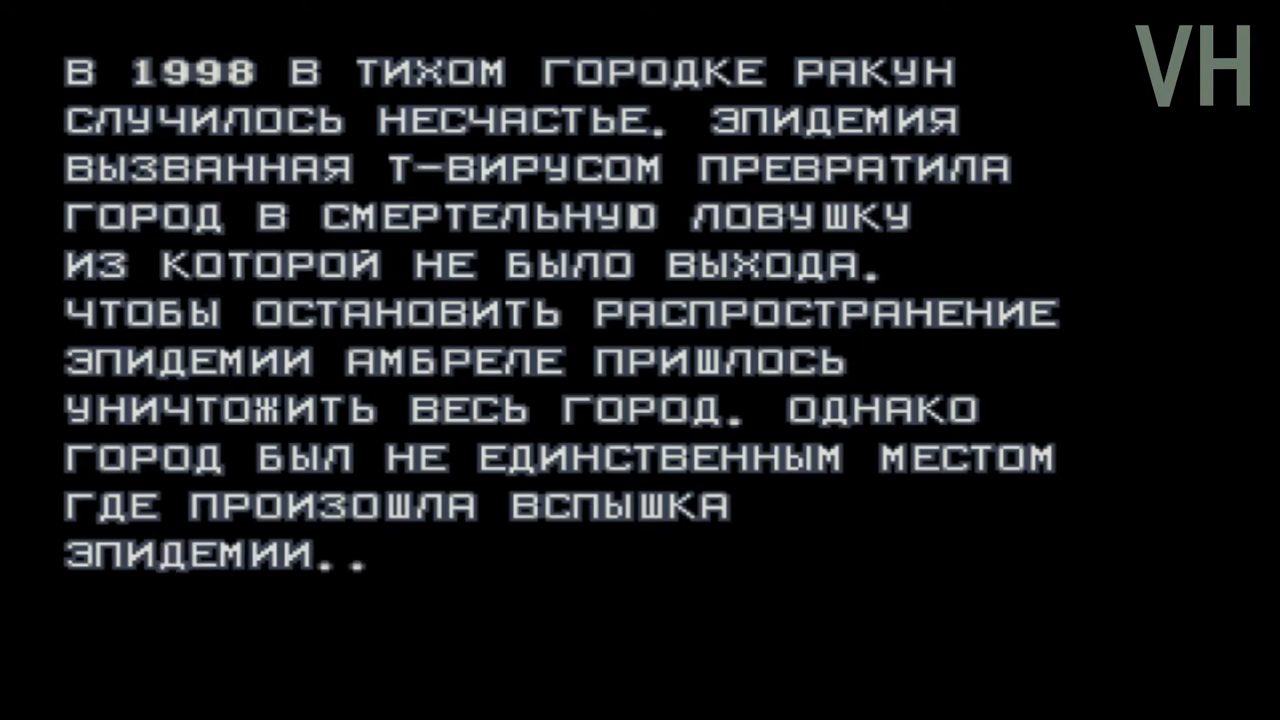 VH
В 1998 В ТИХОМ ГОРОДКЕ РАКУН
СЛУЧИЛОСЬ НЕСЧАСТЬЕ. ЭПИДЕМИЯ
ВЫЗВАННАЯ Т-ВИРУСОМ ПРЕВРАТИЛА
ГОРОД В СМЕРТЕЛЬНУЮ ЛОВУШКУ
ИЗ КОТОРОЙ НЕ БЫЛО ВЫХОДА.
ЧТОБЫ ОСТАНОВИТЬ РАСПРОСТРАНЕНИЕ
ЭПИДЕМИИ АМБРЕЛЕ ПРИШЛОСЬ
УНИЧТОЖИТЬ ВЕСЬ ГОРОД. ОДНАКО
ГОРОД БЫЛ НЕ ЕДИНСТВЕННЫМ МЕСТОМ
ГДЕ ПРОИЗОШЛА ВСПЫШКА
ЭПИДЕМИИ..